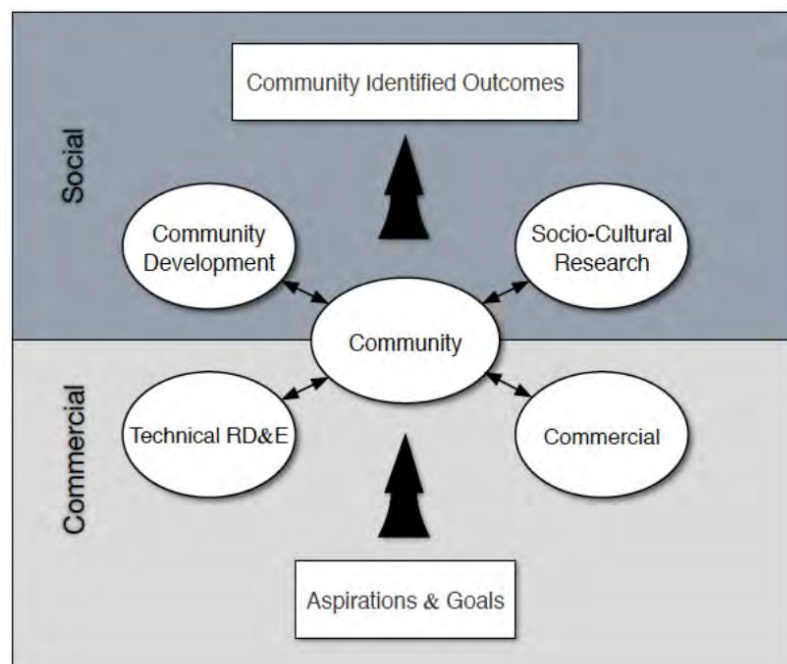 Community Identified Outcomes
Social
Community
Development
Socio-Cultural
Research
Community
Commercial
Technical RD&E
Commercial
Aspirations & Goals